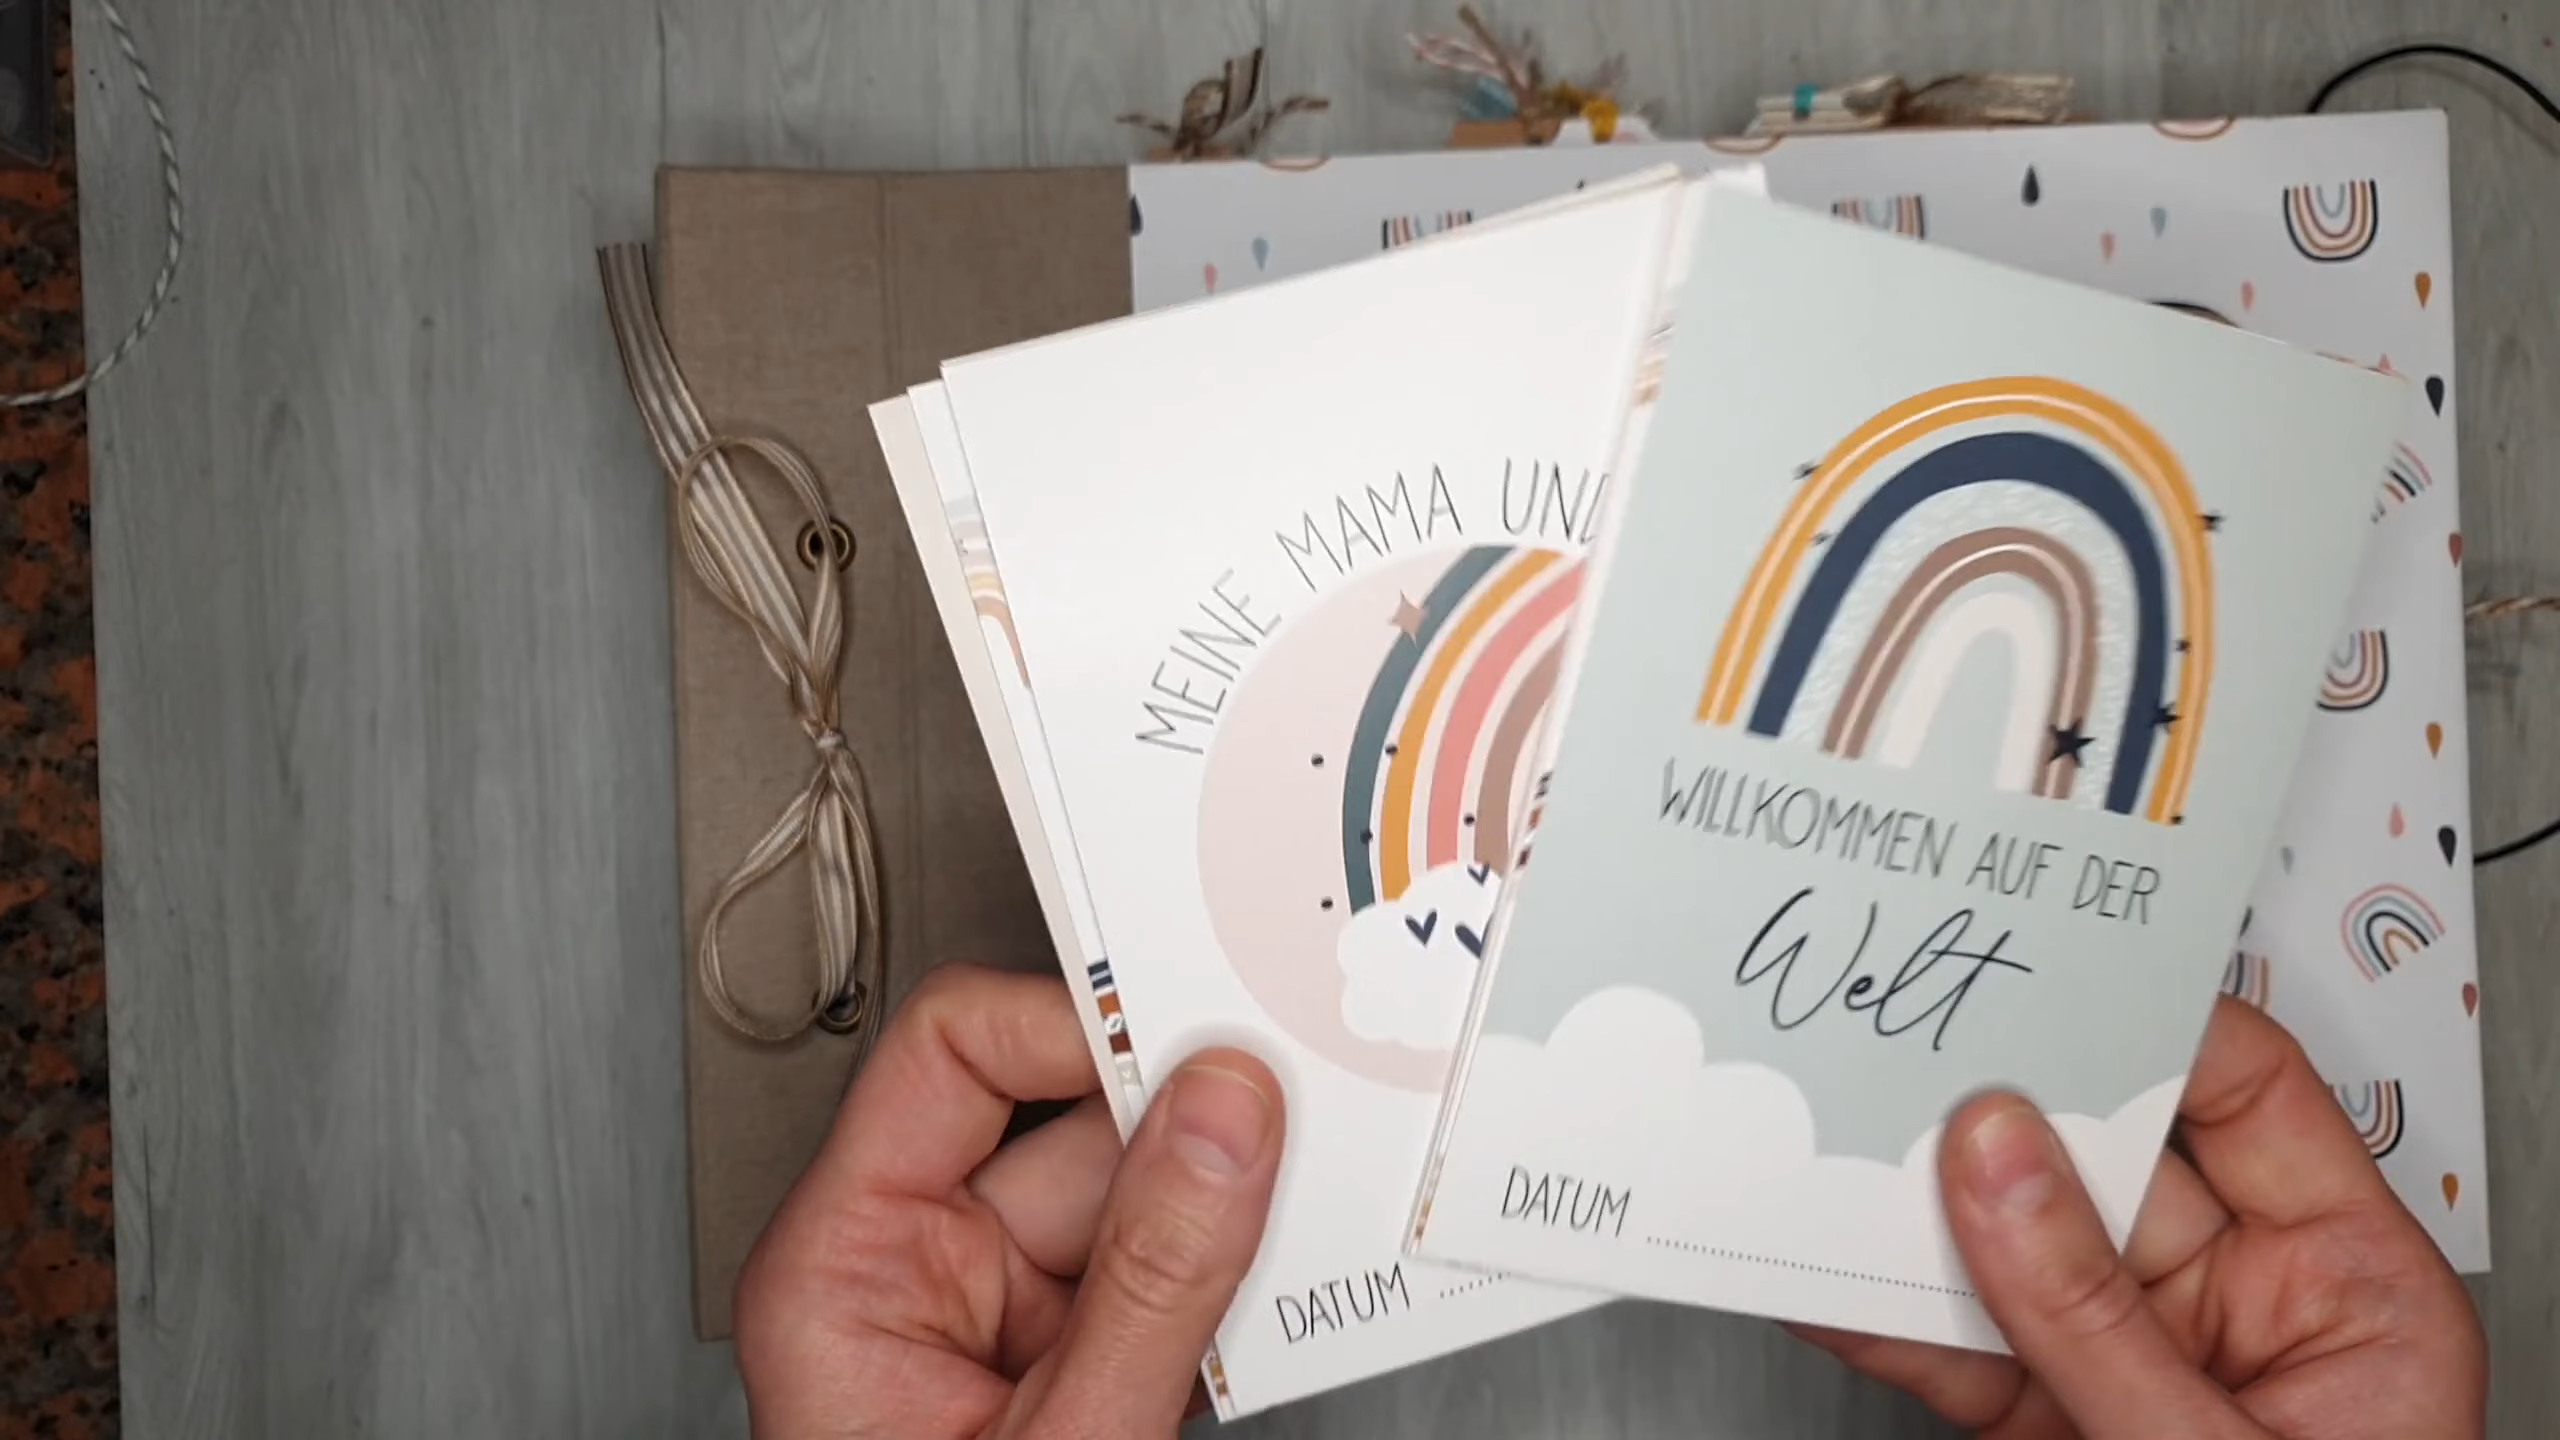 MEINE MAMA UND
DATUM
WILLKOMMEN AUF DER
Welt
DATUM